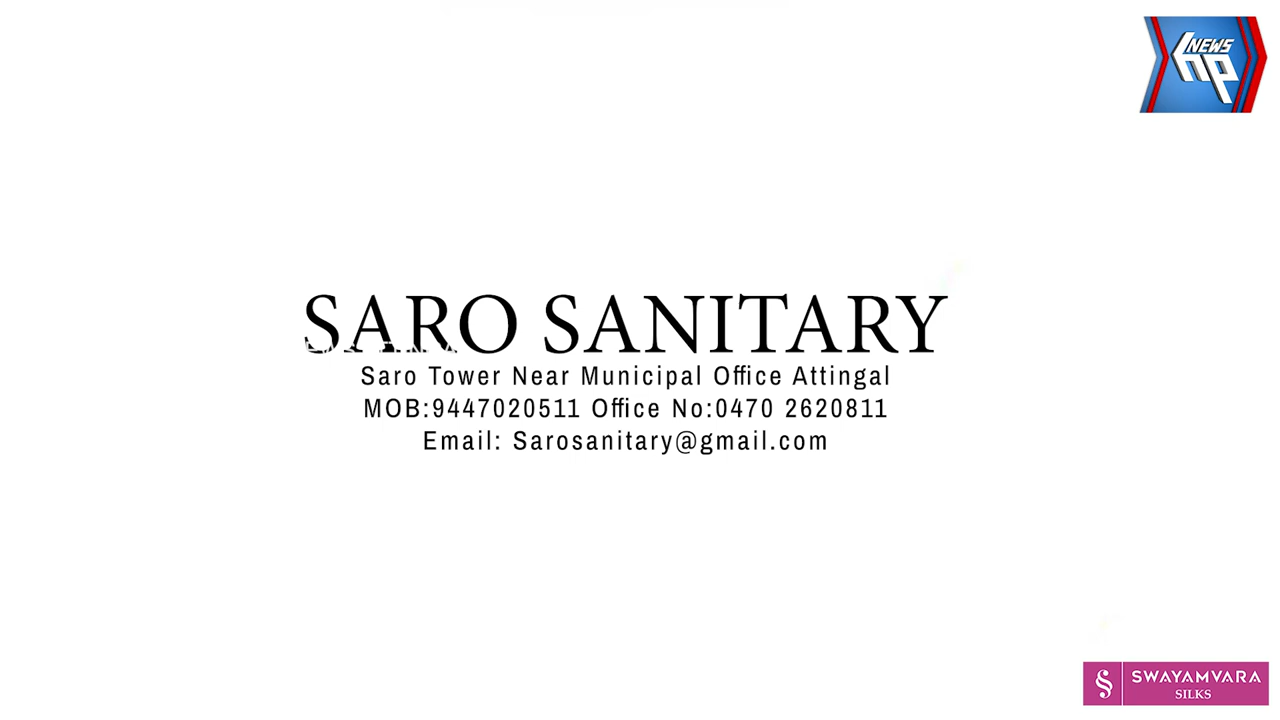 NEWS
np
SARO SANITARY
Saro Tower Near Municipal Office Attingal
MOB:9447020511 Office No:0470 2620811
Email: Sarosanitary@gmail.com
SWAYAMVARA
SILKS